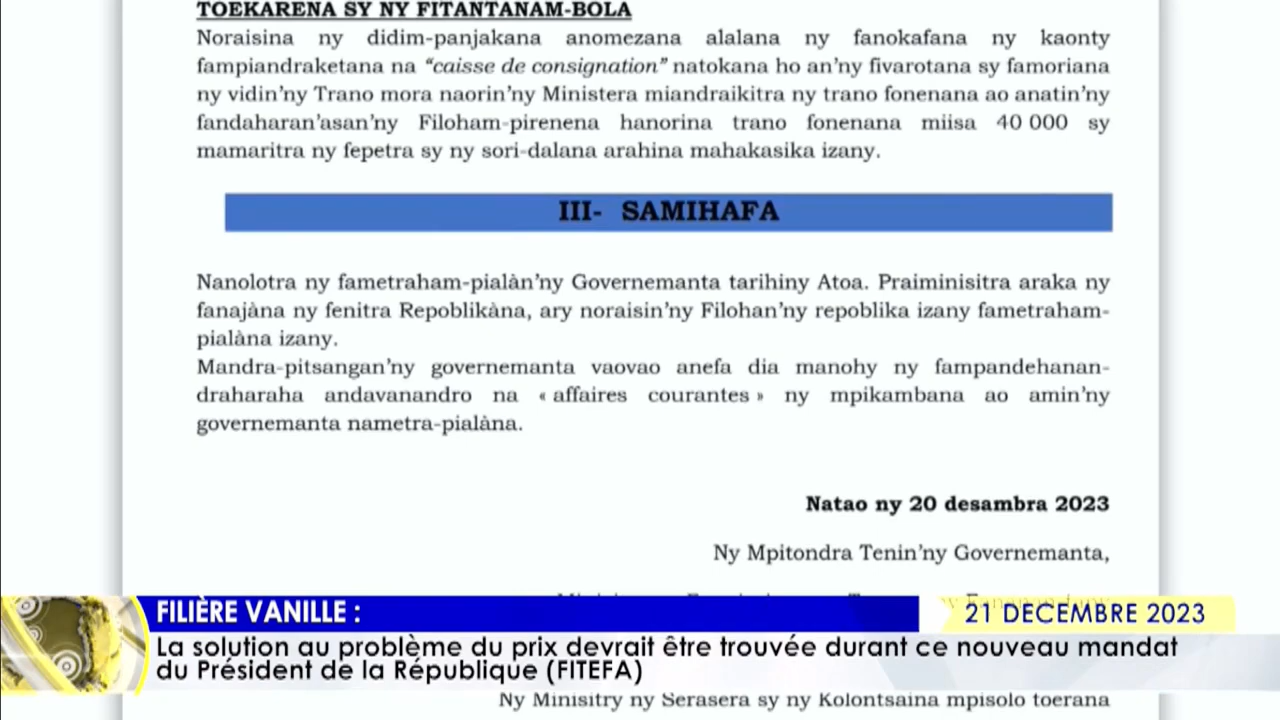 TOEKARENA SY NY FITANTANAM-BOLA
Noraisina ny didim-panjakana anomezana alalana ny fanokafana ny kaonty
fampiandraketana na “caisse de consignation” natokana ho an’ny fivarotana sy famoriana
ny vidin’ny Trano mora naorin’ny Ministera miandraikitra ny trano fonenana ao anatin’ny
fandaharan’asan’ny Filoham-pirenena hanorina trano fonenana miisa 40 000 sy
mamaritra ny fepetra sy ny sori-dalana arahina mahakasika izany.
III- SAMIHAFA
Nanolotra ny fametraham-pialàn’ny Governemanta tarihiny Atoa. Praiminisitra araka ny
fanajàna ny fenitra Repoblikàna, ary noraisin’ny Filohan’ny repoblika izany fametraham-
pialàna izany.
Mandra-pitsangan’ny governemanta vaovao anefa dia manohy ny fampandehanan-
draharaha andavanandro na « affaires courantes » ny mpikambana ao amin’ny
governemanta nametra-pialàna.
Natao ny 20 desambra 2023
Ny Mpitondra Tenin’ny Governemanta,
FILIÈRE VANILLE :
21 DECEMBRE 2023
La solution au problème du prix devrait être trouvée durant ce nouveau mandat
du Président de la République (FITEFA)
Ny Minisitry ny Serasera sy ny Kolontsaina mpisolo toerana